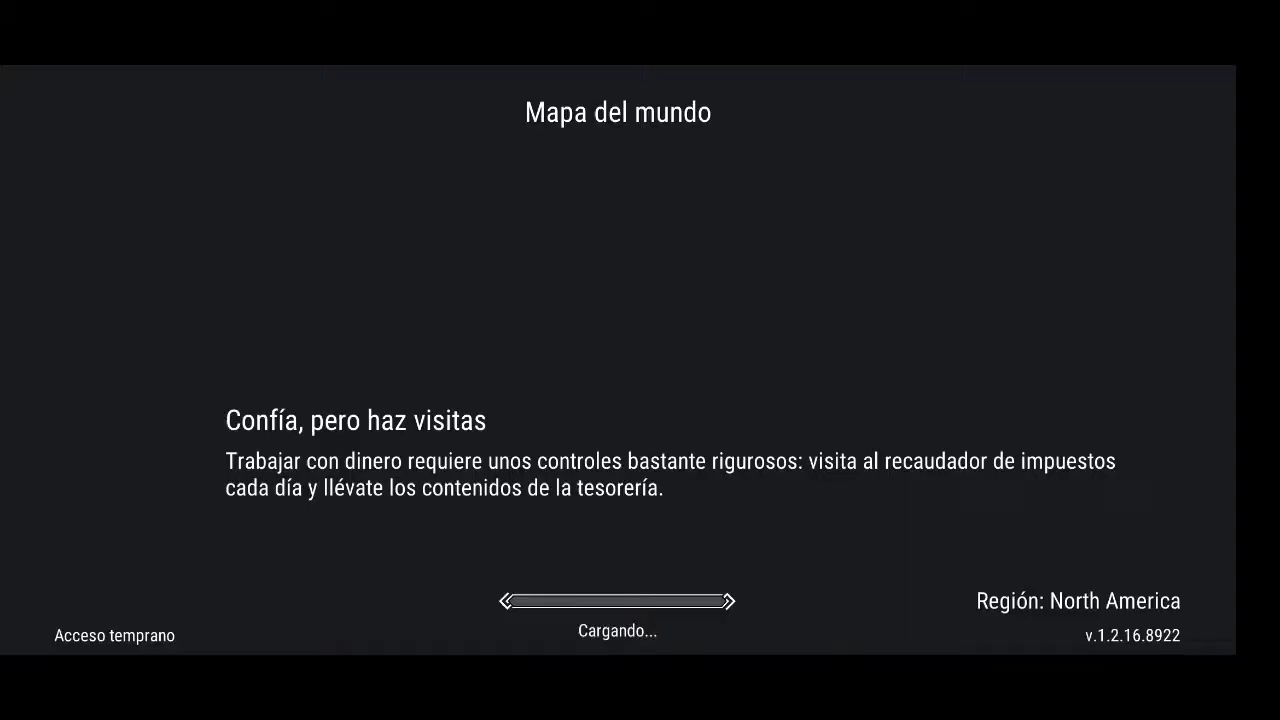 Mapa del mundo
Confía, pero haz visitas
Trabajar con dinero requiere unos controles bastante rigurosos: visita al recaudador de impuestos
cada día y llévate los contenidos de la tesorería.
Región: North America
Cargando...
Acceso temprano
v.1.2.16.8922